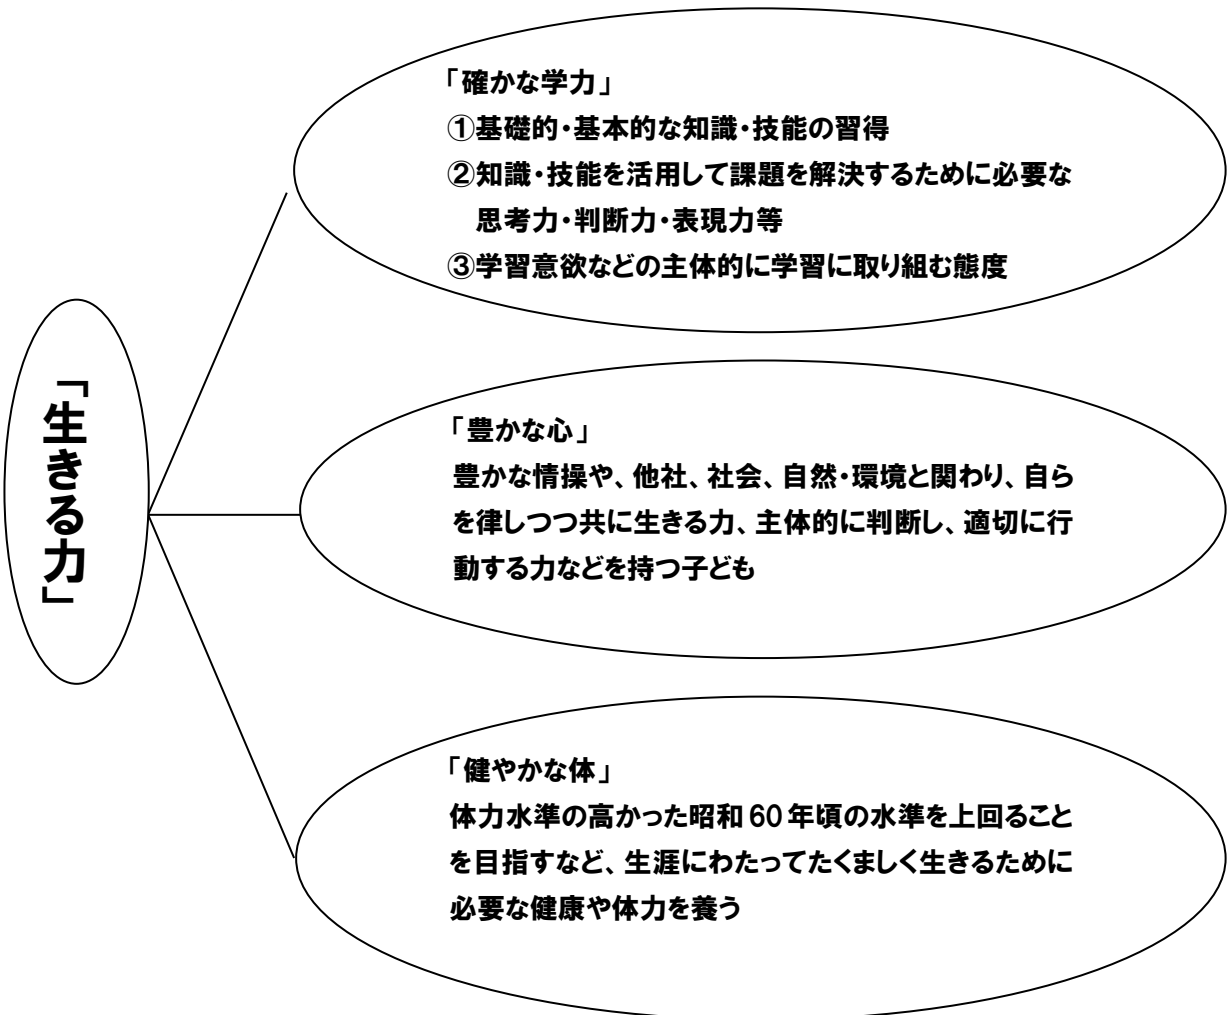 「生きる力」
「確かな学力」
①基礎的・基本的な知識・技能の習得
②知識・技能を活用して課題を解決するために必要な
思考力・判断力・表現力等
③学習意欲などの主体的に学習に取り組む態度
「豊かな心」
豊かな情操や、他社、社会、自然・環境と関わり、自ら
を律しつつ共に生きる力、主体的に判断し、適切に行
動する力などを持つ子ども
「健やかな体」
体力水準の高かった昭和60年頃の水準を上回ること
を目指すなど、生涯にわたってたくましく生きるために
必要な健康や体力を養う